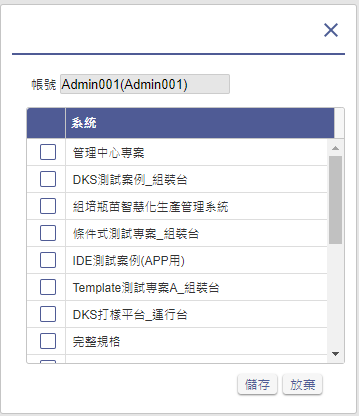 帳號 Admin001(Admin001)
系統
管理中心專案
DKS測試案例_組裝台
組培瓶苗智慧化生產管理系統
條件式測試專案_組裝台
IDE測試案例(APP用)
Template測試專案A_組裝台
DKS打樣平台_運行台
完整規格
儲存 放棄